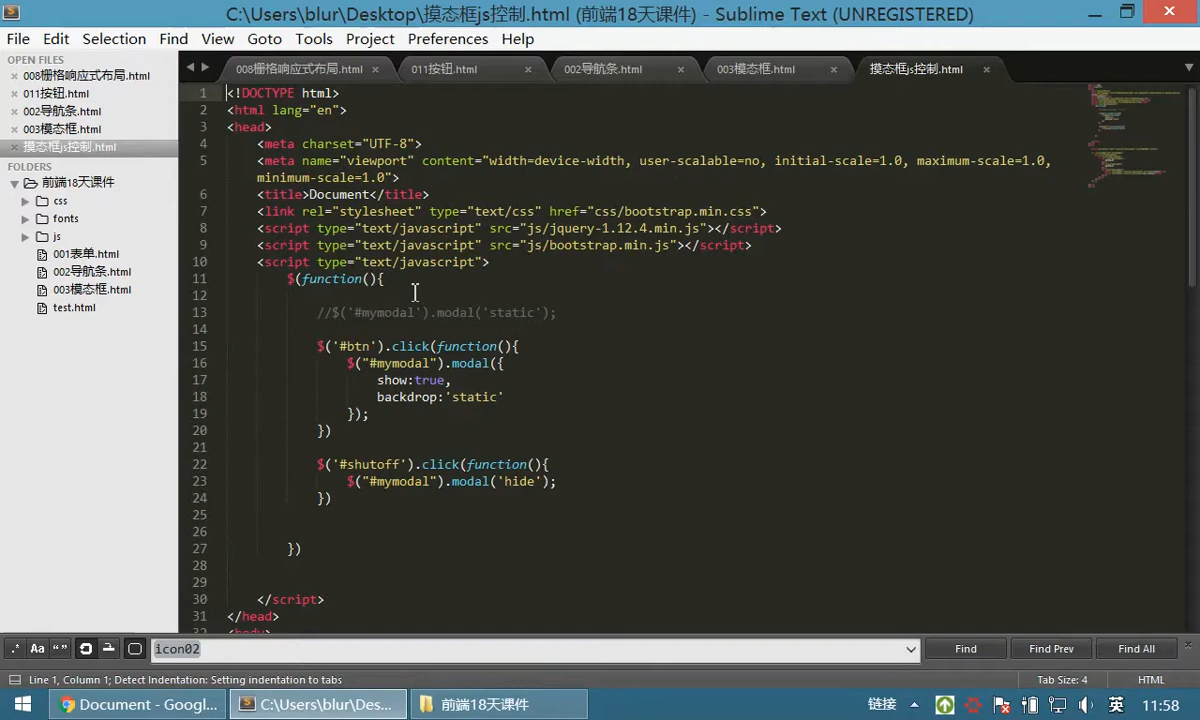 C:\Users\blur\Desktop\摸态框js控制.html (前端18天课件) - Sublime Text (UNREGISTERED)
File Edit Selection Find View Goto Tools Project Preferences Help
OPEN FILES
008栅格响应式布局.html
011按钮.html
002导航条.html
003模态框.html
摸态框js控制.html
FOLDERS
前端18天课件
css
fonts
js
001表单.html
002导航条.html
003模态框.html
test.html
008栅格响应式布局.html 011按钮.html 002导航条.html 003模态框.html 摸态框js控制.html
1 <!DOCTYPE html>
2 <html lang="en">
3 <head>
4 <meta charset="UTF-8">
5 <meta name="viewport" content="width=device-width, user-scalable=no, initial-scale=1.0, maximum-scale=1.0,
minimum-scale=1.0">
6 <title>Document</title>
7 <link rel="stylesheet" type="text/css" href="css/bootstrap.min.css">
8 <script type="text/javascript" src="js/jquery-1.12.4.min.js"></script>
9 <script type="text/javascript" src="js/bootstrap.min.js"></script>
10 <script type="text/javascript">
11 $(function(){
12
13 //$('#mymodal').modal('static');
14
15 $('#btn').click(function(){
16 $("#mymodal").modal({
17 show:true,
18 backdrop:'static'
19 });
20 })
21
22 $('#shutoff').click(function(){
23 $("#mymodal").modal('hide');
24 })
25
26
27 })
28
29
30 </script>
31 </head>
32 <body>
.* Aa “” icon02 Find Find Prev Find All
Line 1, Column 1; Detect Indentation: Setting indentation to tabs Tab Size: 4 HTML
Document - Googl... C:\Users\blur\Des... 前端18天课件 链接 英 11:58